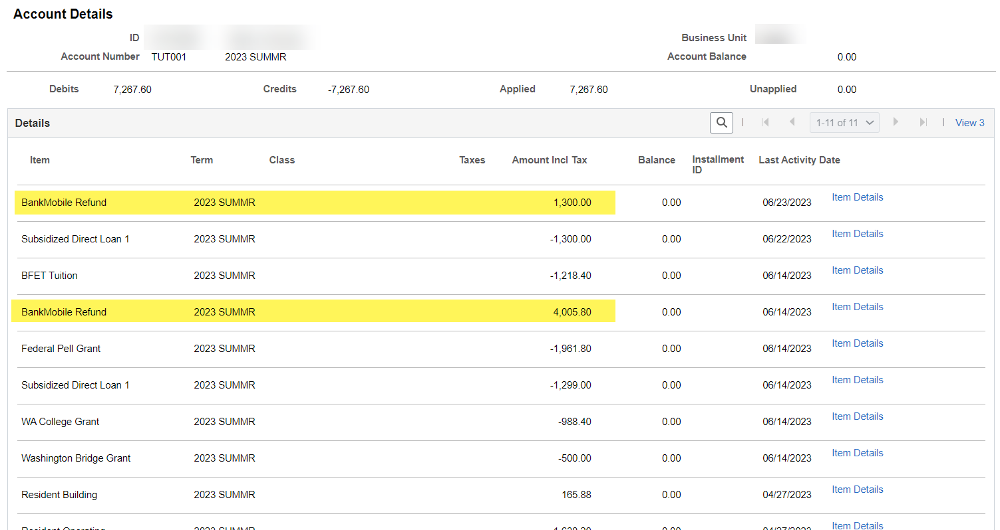 Account Details
ID
Business Unit
Account Number TUT001 2023 SUMMR Account Balance 0.00
Debits 7,267.60 Credits -7,267.60 Applied 7,267.60 Unapplied 0.00
Details 1-11 of 11 View 3
Item Term Class Taxes Amount Incl Tax Balance Installment ID Last Activity Date
BankMobile Refund 2023 SUMMR 1,300.00 0.00 06/23/2023 Item Details
Subsidized Direct Loan 1 2023 SUMMR -1,300.00 0.00 06/22/2023 Item Details
BFET Tuition 2023 SUMMR -1,218.40 0.00 06/14/2023 Item Details
BankMobile Refund 2023 SUMMR 4,005.80 0.00 06/14/2023 Item Details
Federal Pell Grant 2023 SUMMR -1,961.80 0.00 06/14/2023 Item Details
Subsidized Direct Loan 1 2023 SUMMR -1,299.00 0.00 06/14/2023 Item Details
WA College Grant 2023 SUMMR -988.40 0.00 06/14/2023 Item Details
Washington Bridge Grant 2023 SUMMR -500.00 0.00 06/14/2023 Item Details
Resident Building 2023 SUMMR 165.88 0.00 04/27/2023 Item Details
Resident Operating 2023 SUMMR 0.00 04/27/2023 Item Details